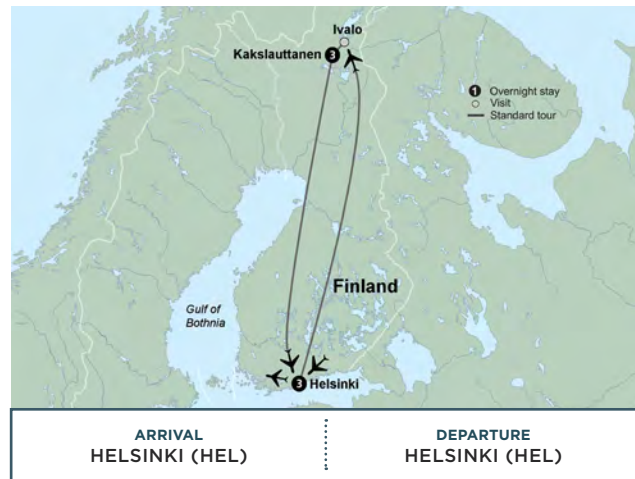 Ivalo
Kakslauttanen 3
1 Overnight stay
Visit
Standard tour
Finland
Gulf of
Bothnia
3 Helsinki
ARRIVAL
HELSINKI (HEL)
DEPARTURE
HELSINKI (HEL)